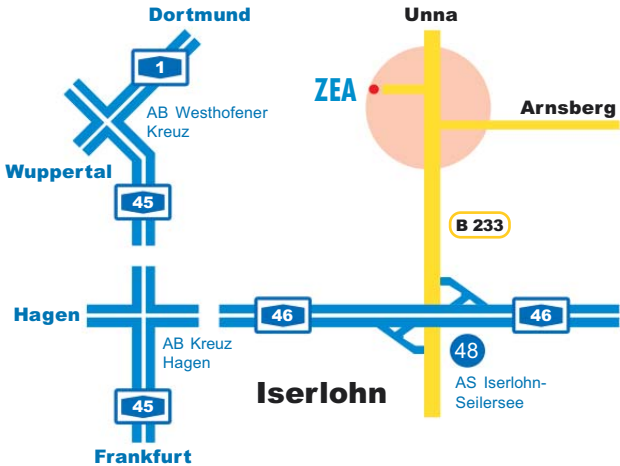 Dortmund
Unna
1
ZEA
AB Westhofener
Kreuz
Arnsberg
Wuppertal
45
B 233
Hagen
46
46
AB Kreuz
Hagen
48
AS Iserlohn-
Seilersee
Iserlohn
45
Frankfurt